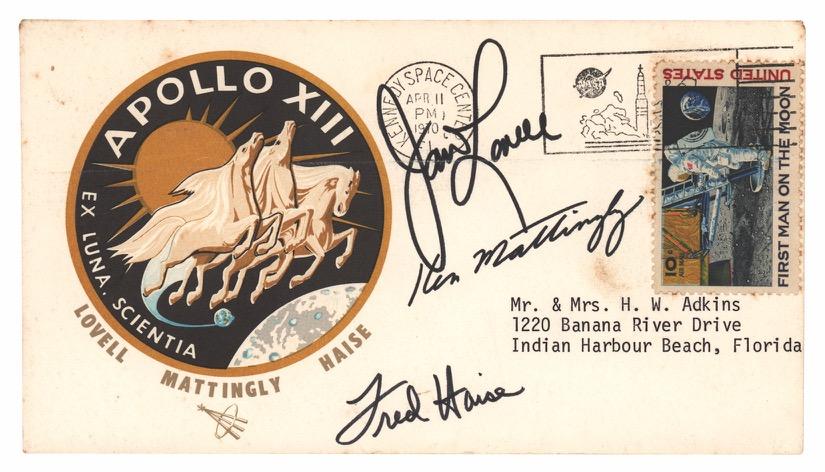 APOLLO XIII
EX LUNA, SCIENTIA
LOVELL
MATTINGLY
HAISE
KENNEDY SPACE CENTER
APR 11
PM
1970
Jim Lovell
Ken Mattingly
Fred Haise
UNITED STATES
10¢
AIR MAIL
FIRST MAN ON THE MOON
Mr. & Mrs. H. W. Adkins
1220 Banana River Drive
Indian Harbour Beach, Florida